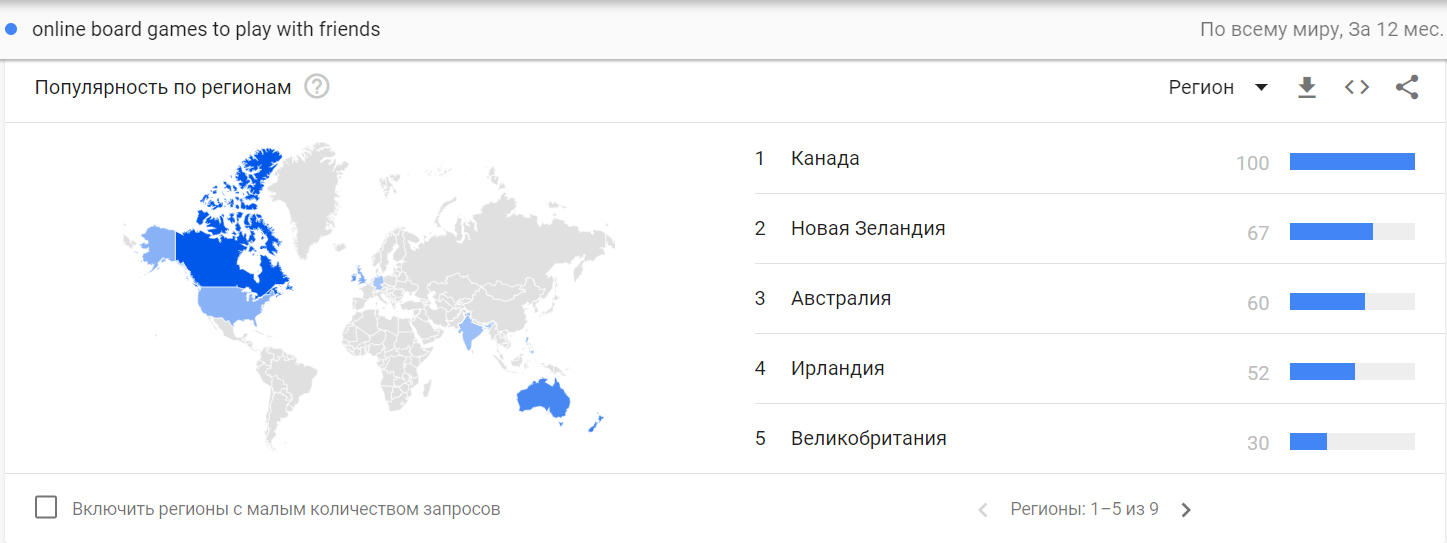 online board games to play with friends По всему миру, За 12 мес.
Популярность по регионам ? Регион
1 Канада 100
2 Новая Зеландия 67
3 Австралия 60
4 Ирландия 52
5 Великобритания 30
Включить регионы с малым количеством запросов Регионы: 1–5 из 9